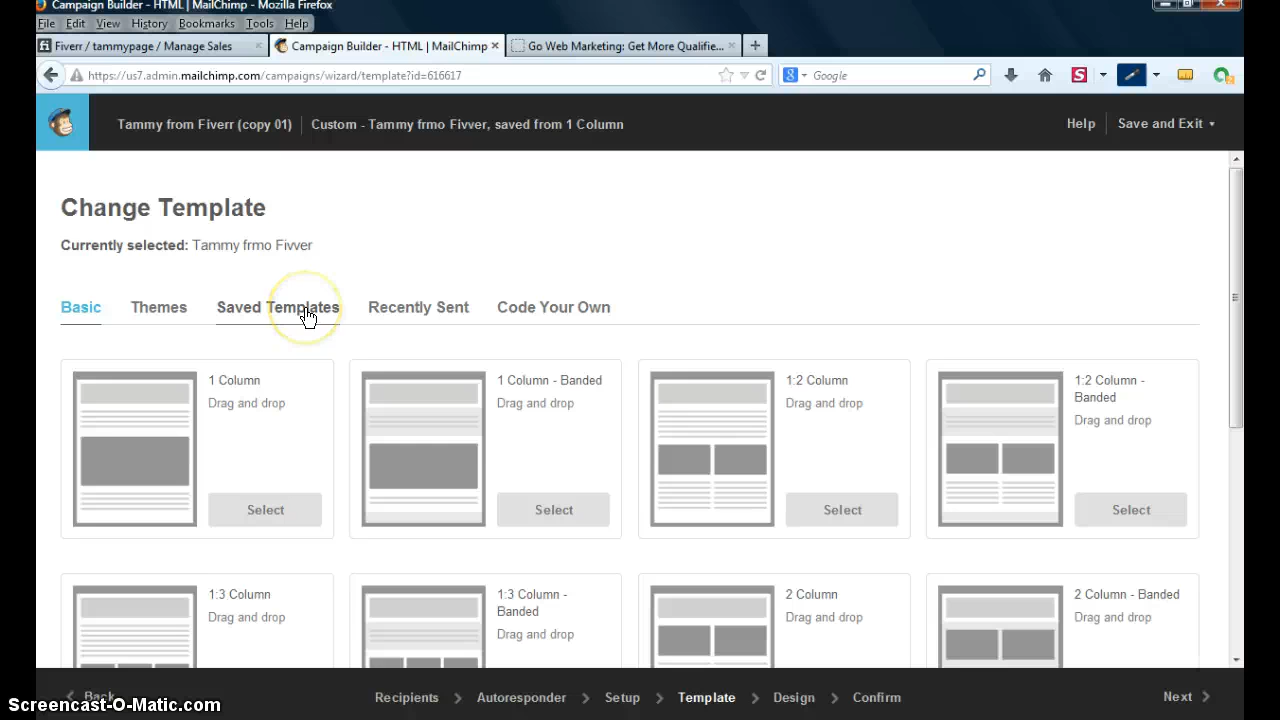 Campaign Builder - HTML | MailChimp - Mozilla Firefox
File Edit View History Bookmarks Tools Help
Fiverr / tammypage / Manage Sales
Campaign Builder - HTML | MailChimp
Go Web Marketing: Get More Qualifie...
https://us7.admin.mailchimp.com/campaigns/wizard/template?id=616617
Google
Tammy from Fiverr (copy 01)
Custom - Tammy frmo Fivver, saved from 1 Column
Help
Save and Exit
Change Template
Currently selected: Tammy frmo Fivver
Basic Themes Saved Templates Recently Sent Code Your Own
1 Column
Drag and drop
Select
1 Column - Banded
Drag and drop
Select
1:2 Column
Drag and drop
Select
1:2 Column -
Banded
Drag and drop
Select
1:3 Column
Drag and drop
1:3 Column -
Banded
Drag and drop
2 Column
Drag and drop
2 Column - Banded
Drag and drop
Back
Recipients Autoresponder Setup Template Design Confirm
Next
Screencast-O-Matic.com